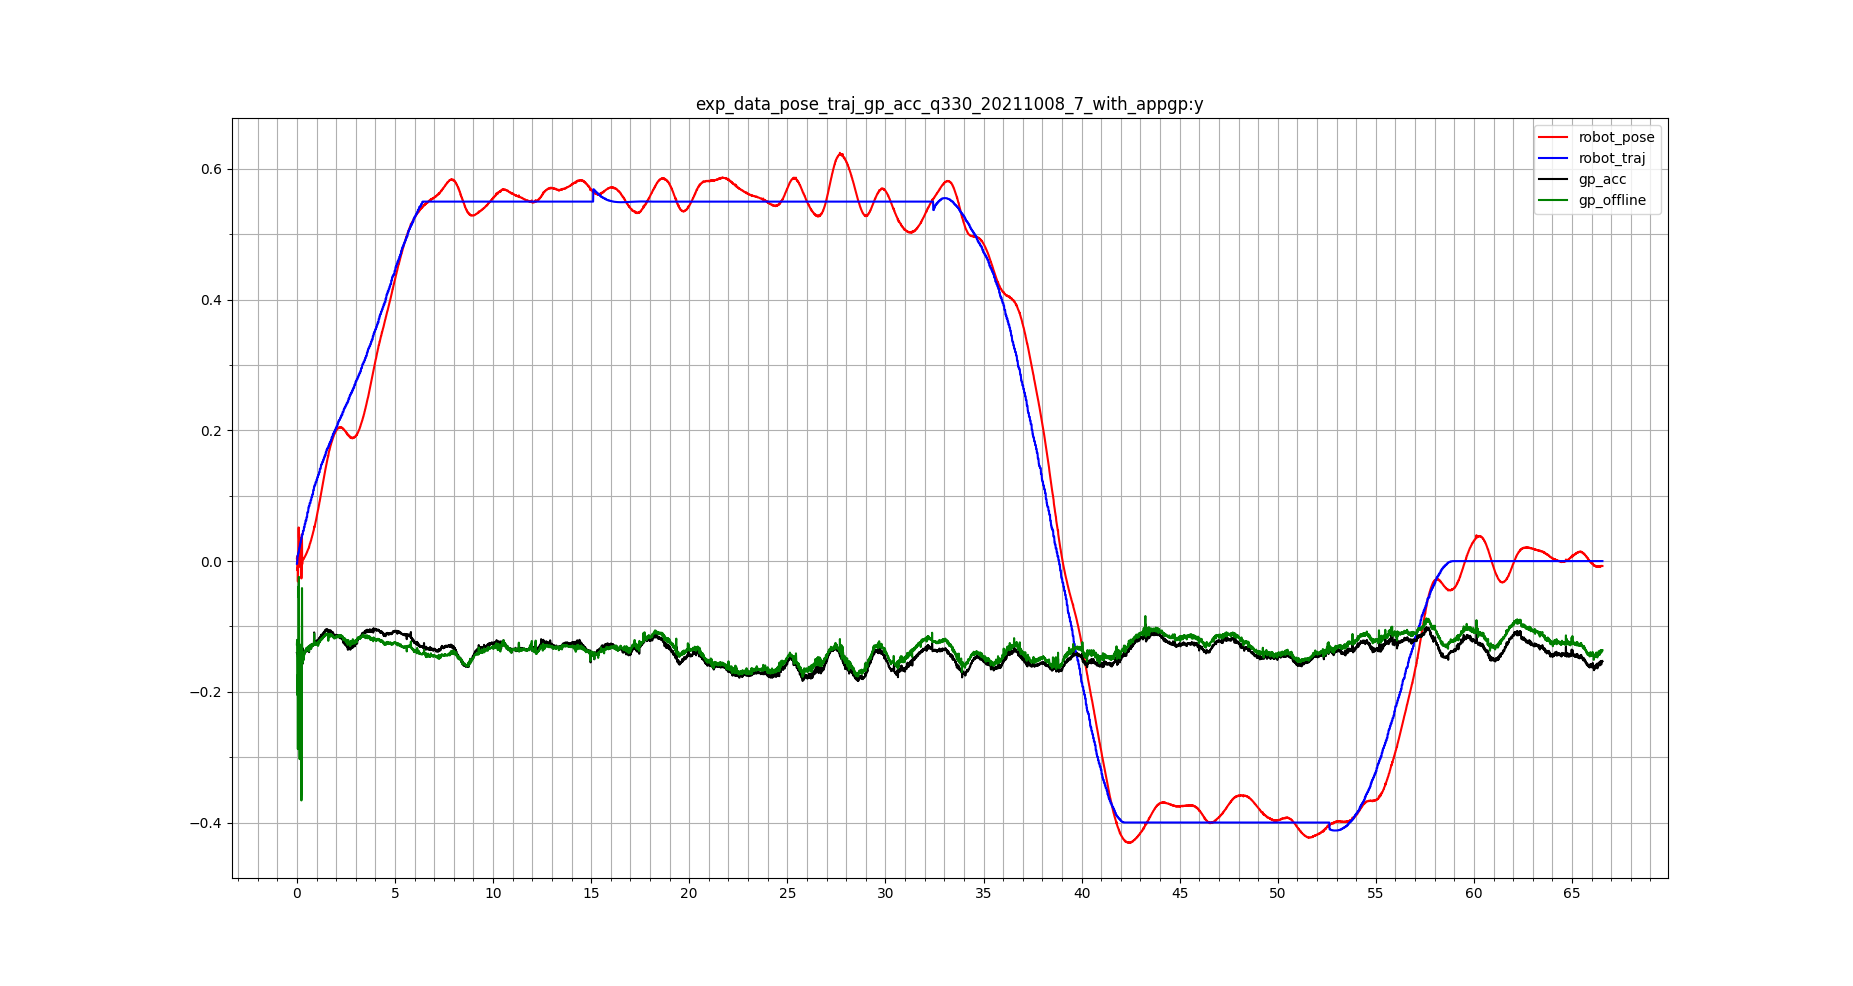 exp_data_pose_traj_gp_acc_q330_20211008_7_with_appgp:y
robot_pose
robot_traj
gp_acc
gp_offline
0.6
0.4
0.2
0.0
−0.2
−0.4
0 5 10 15 20 25 30 35 40 45 50 55 60 65